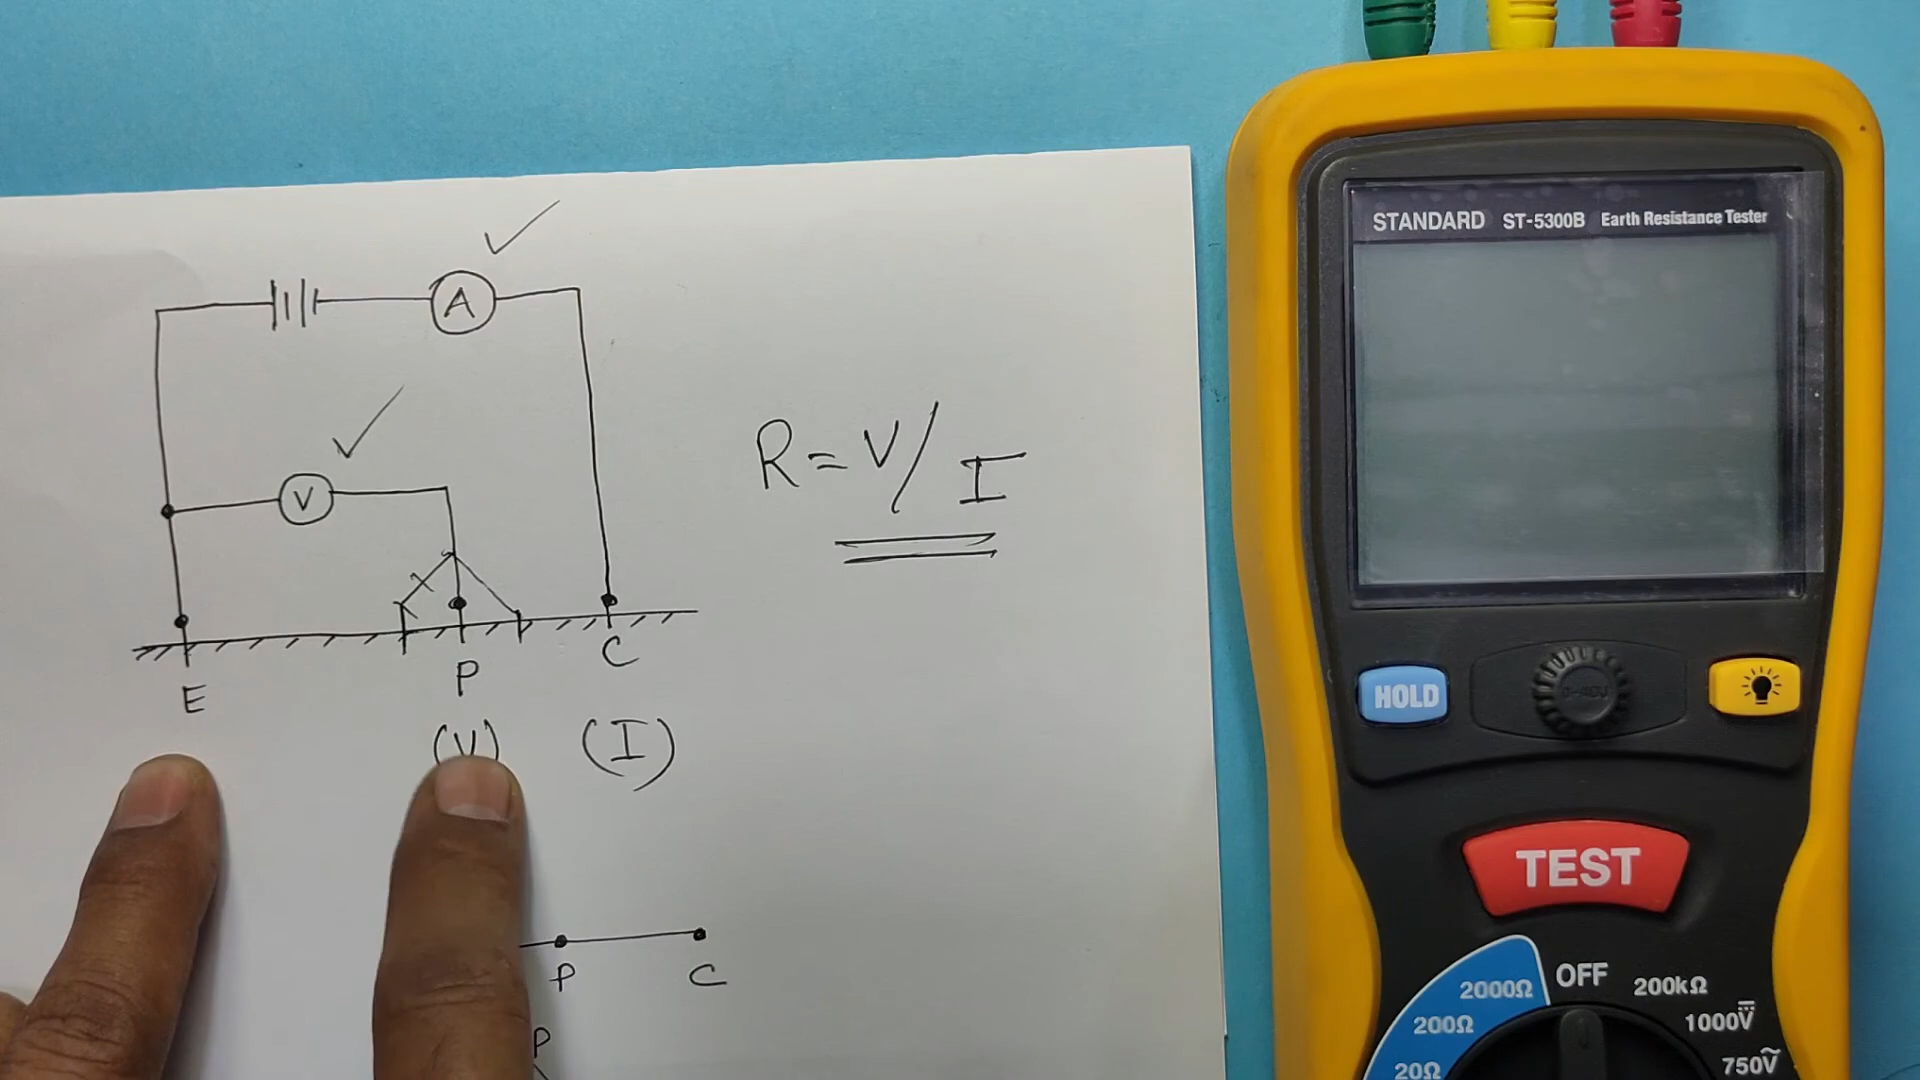 A
V
R = V/I
E
P
C
(V)
(I)
P
C
P
STANDARD ST-5300B Earth Resistance Tester
HOLD
TEST
OFF
2000Ω
200kΩ
200Ω
1000V
20Ω
750V